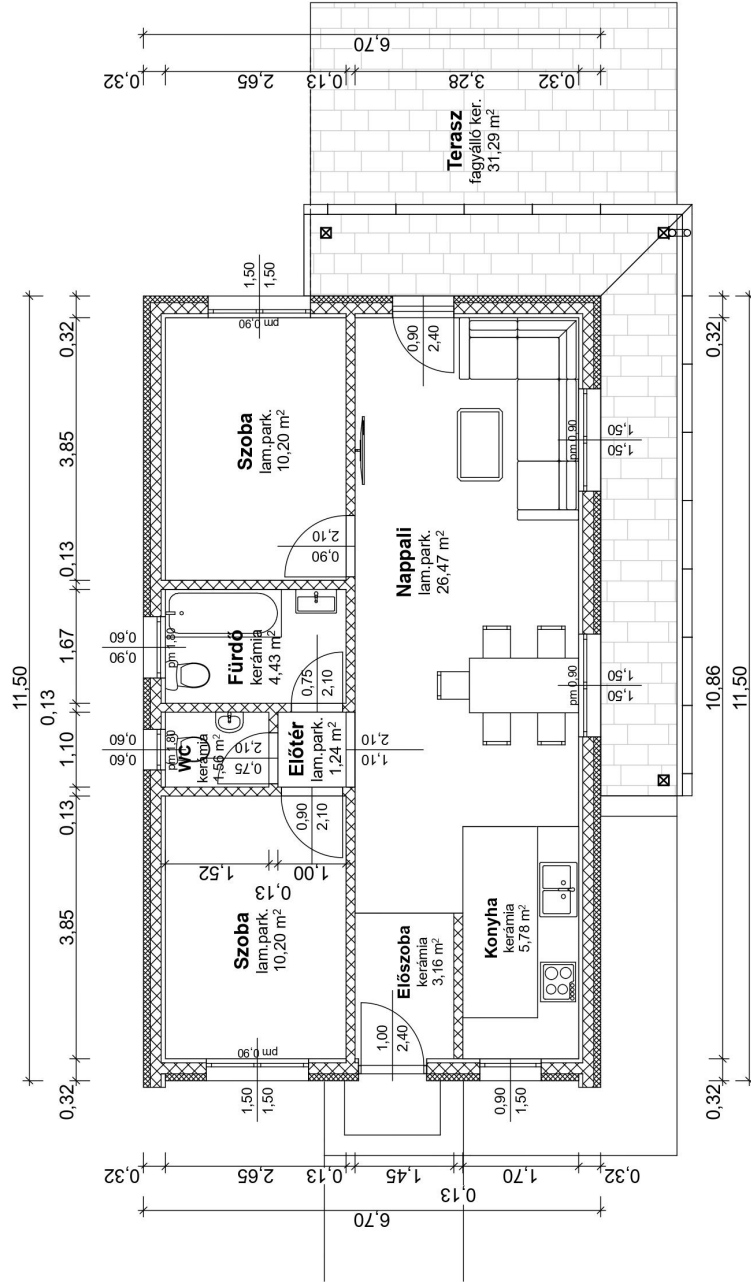 11,50
0,32
3,85
0,13
1,10
0,13
1,67
0,13
3,85
0,32
6,70
0,32
2,65
0,13
1,45
0,13
1,70
0,32
6,70
0,32
2,65
0,13
3,28
0,32
0,32
10,86
0,32
11,50
Szoba
lam.park.
10,20 m²
1,50
1,50
pm 0,90
0,90
2,10
1,52
0,13
1,00
WC
kerámia
1,56 m²
0,60
0,60
pm 1,80
0,75
2,10
Előtér
lam.park.
1,24 m²
1,10
2,10
Fürdő
kerámia
4,43 m²
0,90
0,60
pm 1,80
0,75
2,10
Szoba
lam.park.
10,20 m²
0,90
2,10
1,50
1,50
pm 0,90
Előszoba
kerámia
3,16 m²
1,00
2,40
Konyha
kerámia
5,78 m²
0,90
1,50
Nappali
lam.park.
26,47 m²
0,90
2,40
pm 0,90
1,50
1,50
pm 0,90
1,50
1,50
Terasz
fagyálló ker.
31,29 m²